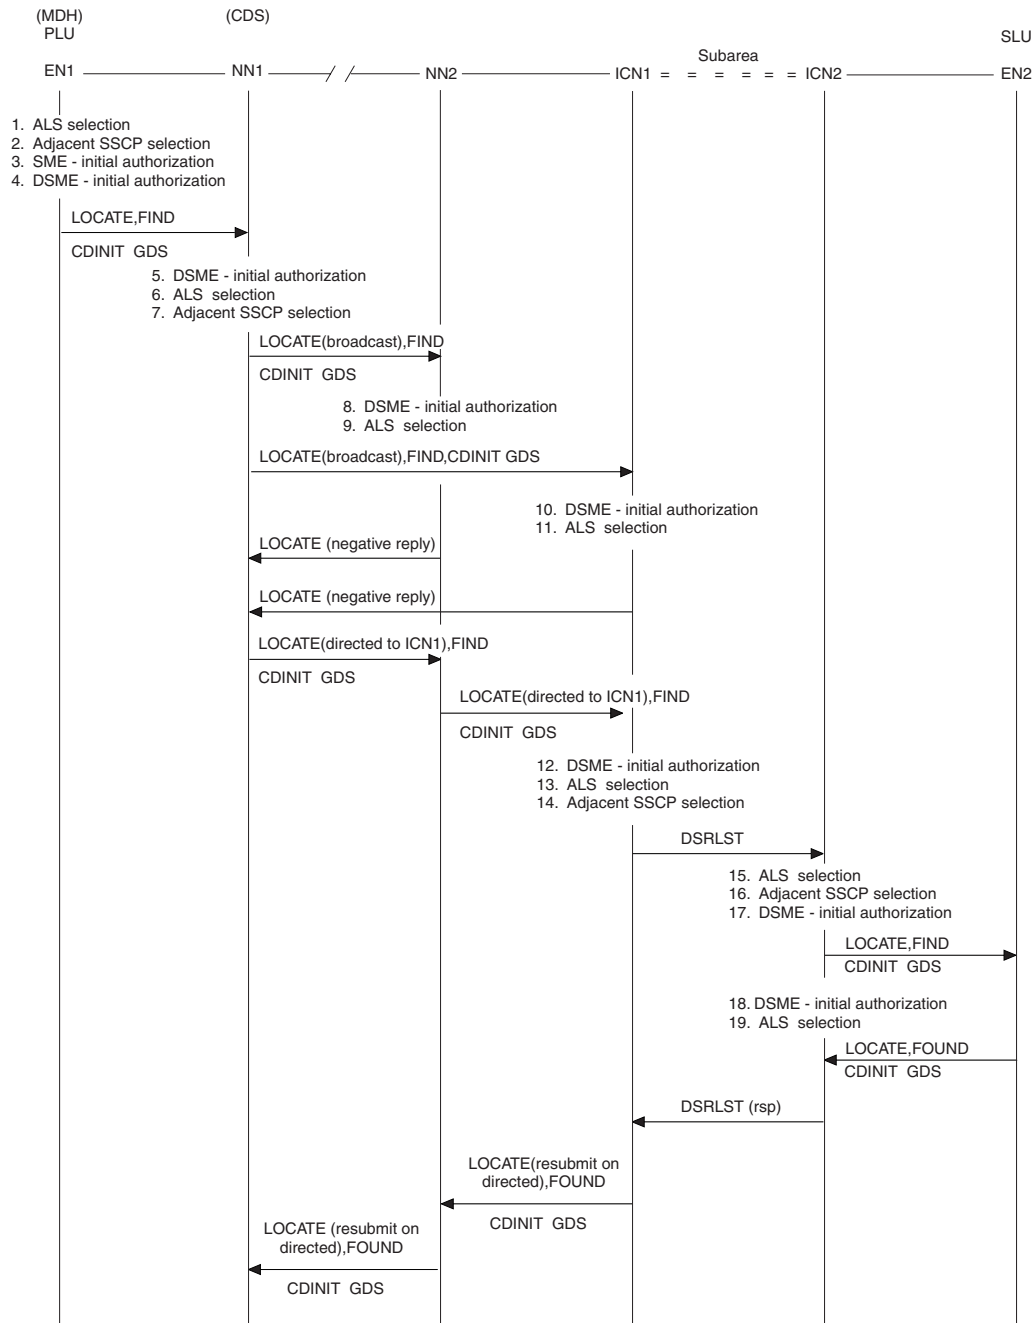 (MDH)
(CDS)
PLU
SLU
Subarea
EN1
NN1
NN2
ICN1 = = = = = = ICN2
EN2
1. ALS selection
2. Adjacent SSCP selection
3. SME - initial authorization
4. DSME - initial authorization
LOCATE,FIND
CDINIT GDS
5. DSME - initial authorization
6. ALS selection
7. Adjacent SSCP selection
LOCATE(broadcast),FIND
CDINIT GDS
8. DSME - initial authorization
9. ALS selection
LOCATE(broadcast),FIND,CDINIT GDS
10. DSME - initial authorization
11. ALS selection
LOCATE (negative reply)
LOCATE (negative reply)
LOCATE(directed to ICN1),FIND
CDINIT GDS
LOCATE(directed to ICN1),FIND
CDINIT GDS
12. DSME - initial authorization
13. ALS selection
14. Adjacent SSCP selection
DSRLST
15. ALS selection
16. Adjacent SSCP selection
17. DSME - initial authorization
LOCATE,FIND
CDINIT GDS
18. DSME - initial authorization
19. ALS selection
LOCATE,FOUND
CDINIT GDS
DSRLST (rsp)
LOCATE(resubmit on
directed),FOUND
CDINIT GDS
LOCATE (resubmit on
directed),FOUND
CDINIT GDS